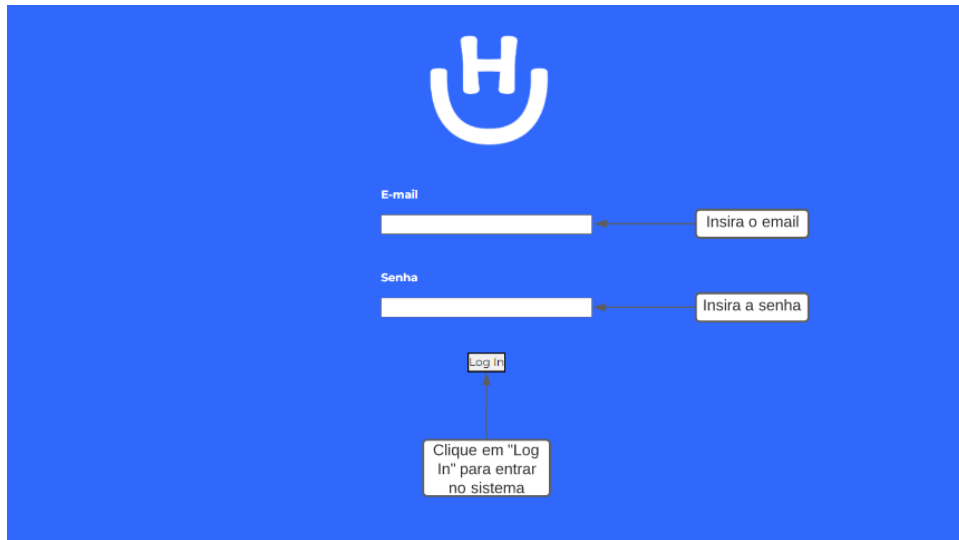 H
E-mail
Insira o email
Senha
Insira a senha
Log In
Clique em "Log
In" para entrar
no sistema